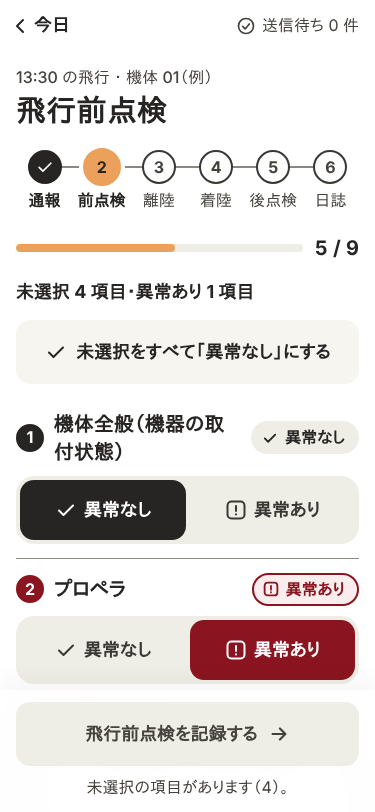 今日
送信待ち 0 件
13:30 の飛行・機体 01（例）
飛行前点検
2 3 4 5 6
通報 前点検 離陸 着陸 後点検 日誌
5 / 9
未選択 4 項目・異常あり 1 項目
未選択をすべて「異常なし」にする
1 機体全般（機器の取
付状態）
異常なし
異常なし 異常あり
2 プロペラ 異常あり
異常なし 異常あり
飛行前点検を記録する →
未選択の項目があります（4）。